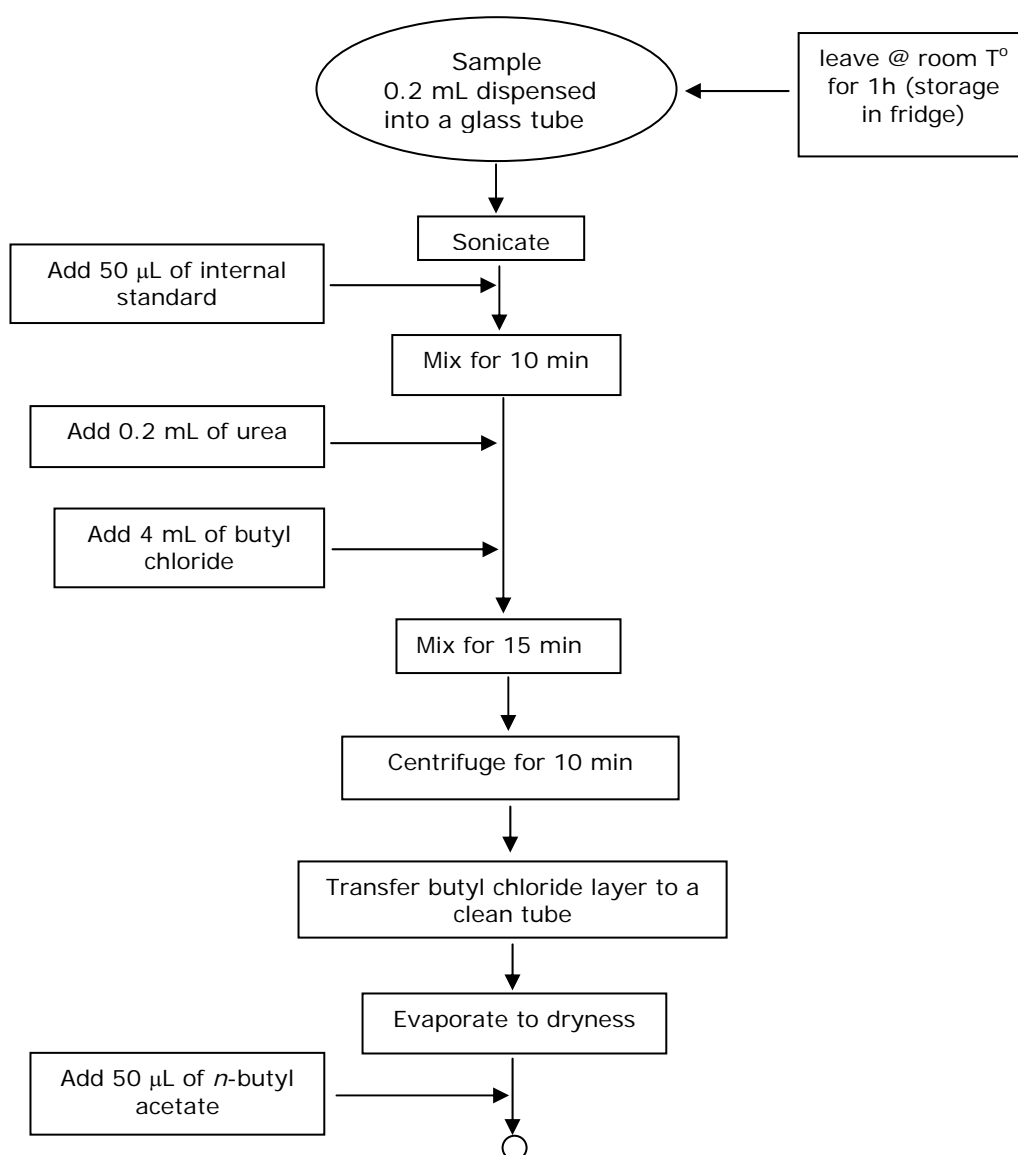 Sample
0.2 mL dispensed
into a glass tube
leave @ room Tº
for 1h (storage
in fridge)
Sonicate
Add 50 µL of internal
standard
Mix for 10 min
Add 0.2 mL of urea
Add 4 mL of butyl
chloride
Mix for 15 min
Centrifuge for 10 min
Transfer butyl chloride layer to a
clean tube
Evaporate to dryness
Add 50 µL of n-butyl
acetate